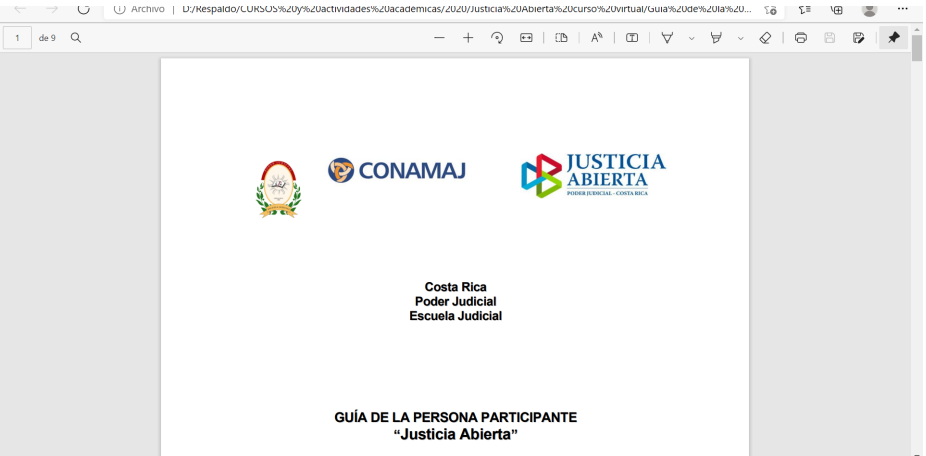 Archivo | D:/Respaldo/CURSOS%20y%20actividades%20academicas/2020/Justicia%20Abierta%20curso%20virtual/Guia%20de%20la%20...
1 de 9
CONAMAJ
JUSTICIA
ABIERTA
PODER JUDICIAL - COSTA RICA
Costa Rica
Poder Judicial
Escuela Judicial
GUÍA DE LA PERSONA PARTICIPANTE
“Justicia Abierta”